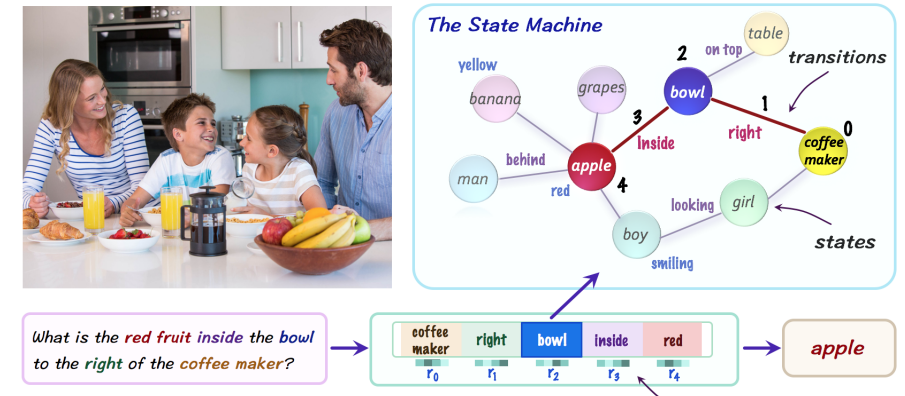 The State Machine
table
on top
2
transitions
yellow
banana
grapes
bowl
3
1
Inside
right
0
coffee
maker
man
behind
apple
red
4
looking
girl
boy
smiling
states
What is the red fruit inside the bowl
to the right of the coffee maker?
coffee
maker
right
bowl
inside
red
r0
r1
r2
r3
r4
apple